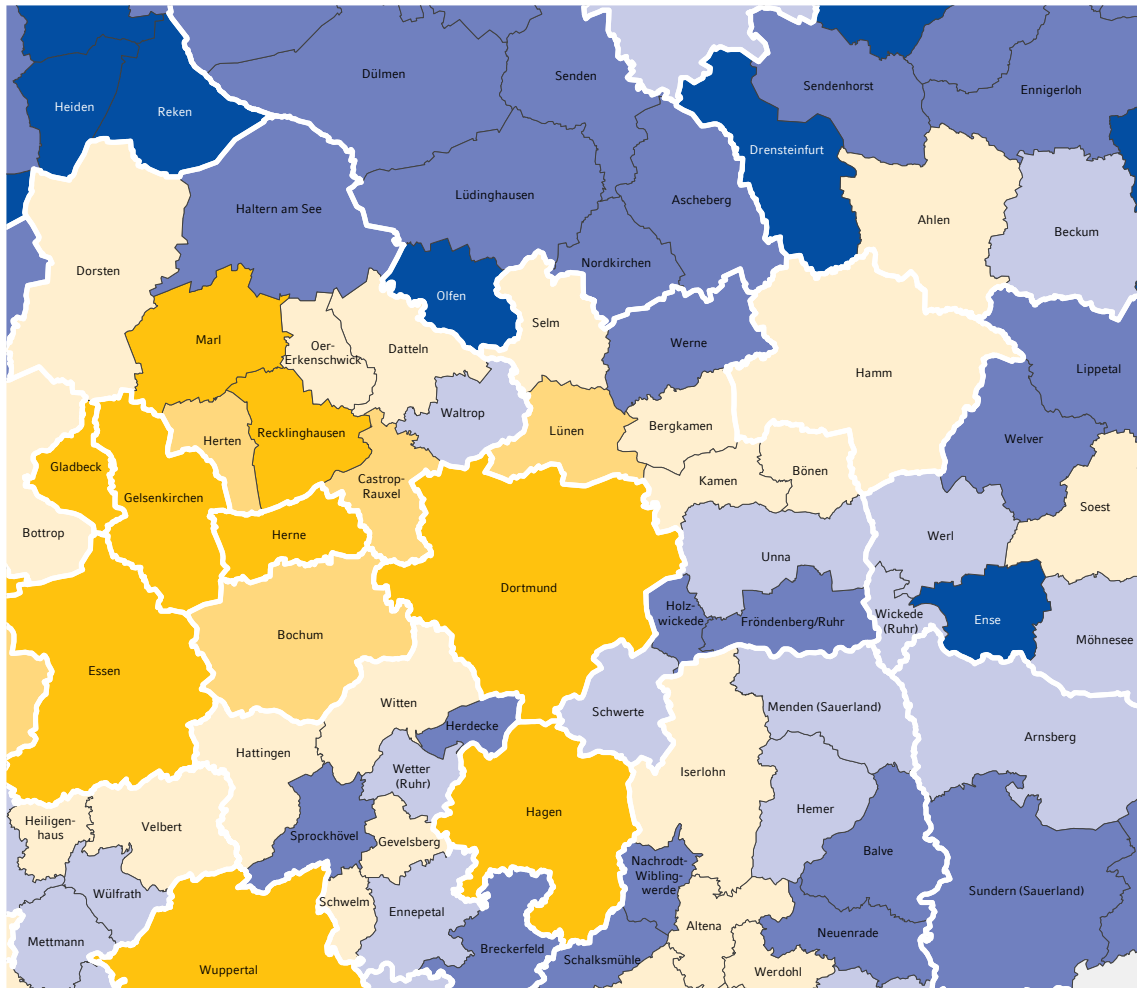 Dülmen
Senden
Sendenhorst
Ennigerloh
Heiden
Reken
Drensteinfurt
Lüdinghausen
Ascheberg
Haltern am See
Ahlen
Beckum
Dorsten
Nordkirchen
Olfen
Selm
Marl
Oer-
Erkenschwick
Datteln
Werne
Hamm
Lippetal
Waltrop
Bergkamen
Recklinghausen
Herten
Lünen
Welver
Gladbeck
Gelsenkirchen
Castrop-
Rauxel
Kamen
Bönen
Soest
Bottrop
Herne
Werl
Unna
Dortmund
Holz-
wickede
Fröndenberg/Ruhr
Wickede
(Ruhr)
Ense
Möhnesee
Bochum
Essen
Witten
Schwerte
Menden (Sauerland)
Herdecke
Arnsberg
Hattingen
Wetter
(Ruhr)
Iserlohn
Hemer
Heiligen-
haus
Velbert
Sprockhövel
Gevelsberg
Hagen
Balve
Nachrodt-
Wibling-
werde
Sundern (Sauerland)
Wülfrath
Schwelm
Ennepetal
Mettmann
Breckerfeld
Altena
Neuenrade
Schalksmühle
Wuppertal
Werdohl